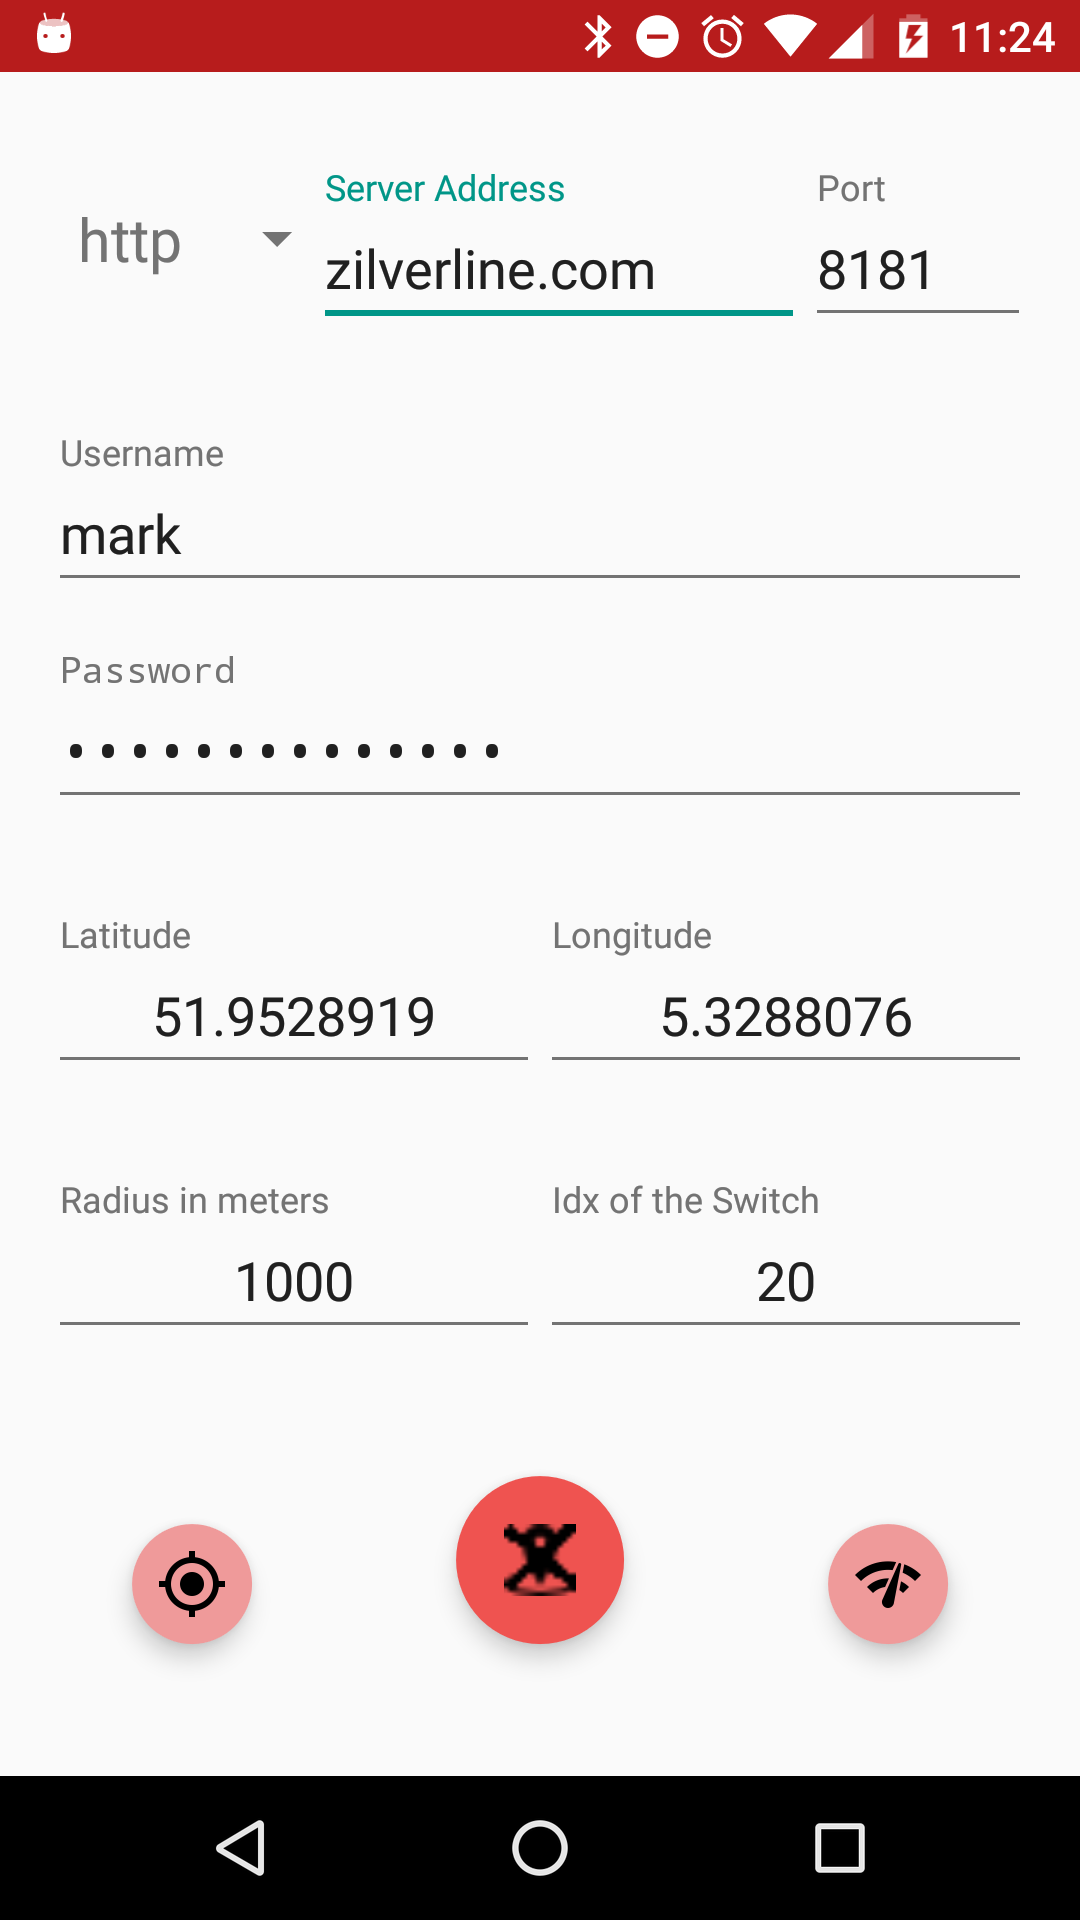 11:24
Server Address Port
http
zilverline.com 8181
Username
mark
Password
••••••••••••••
Latitude Longitude
51.9528919 5.3288076
Radius in meters Idx of the Switch
1000 20